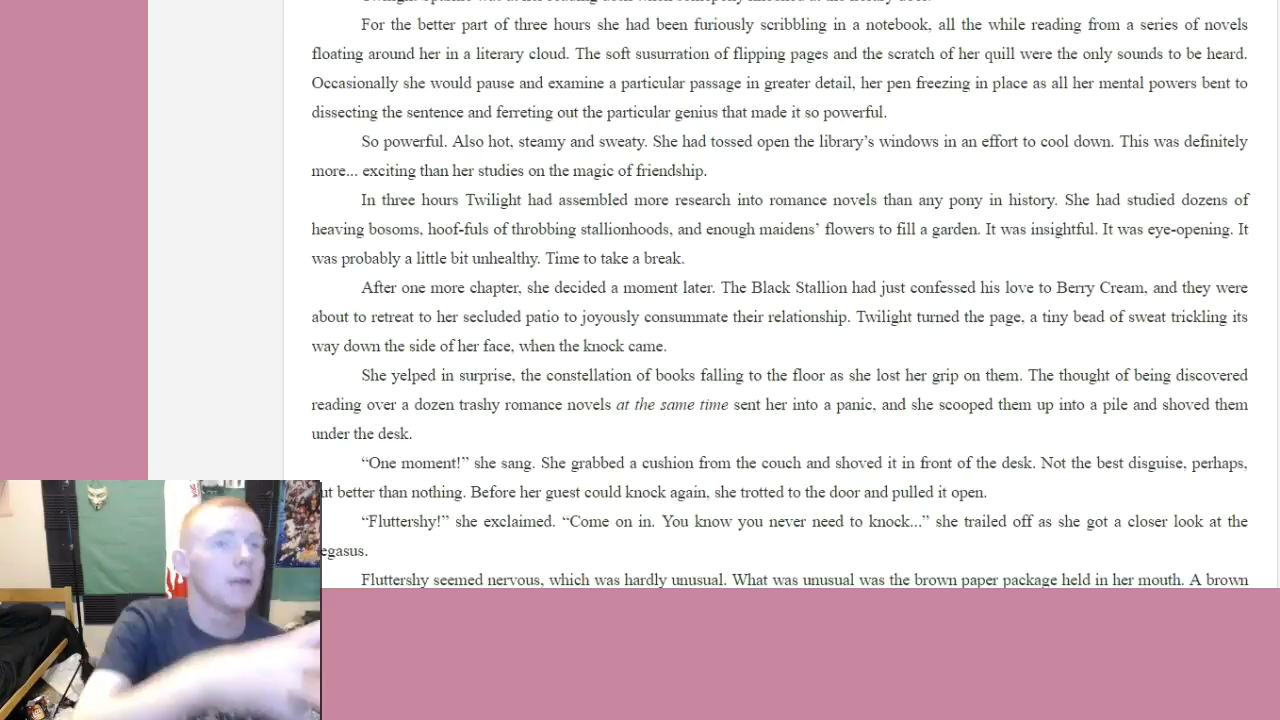 For the better part of three hours she had been furiously scribbling in a notebook, all the while reading from a series of novels
floating around her in a literary cloud. The soft susurration of flipping pages and the scratch of her quill were the only sounds to be heard.
Occasionally she would pause and examine a particular passage in greater detail, her pen freezing in place as all her mental powers bent to
dissecting the sentence and ferreting out the particular genius that made it so powerful.
So powerful. Also hot, steamy and sweaty. She had tossed open the library’s windows in an effort to cool down. This was definitely
more... exciting than her studies on the magic of friendship.
In three hours Twilight had assembled more research into romance novels than any pony in history. She had studied dozens of
heaving bosoms, hoof-fuls of throbbing stallionhoods, and enough maidens’ flowers to fill a garden. It was insightful. It was eye-opening. It
was probably a little bit unhealthy. Time to take a break.
After one more chapter, she decided a moment later. The Black Stallion had just confessed his love to Berry Cream, and they were
about to retreat to her secluded patio to joyously consummate their relationship. Twilight turned the page, a tiny bead of sweat trickling its
way down the side of her face, when the knock came.
She yelped in surprise, the constellation of books falling to the floor as she lost her grip on them. The thought of being discovered
reading over a dozen trashy romance novels at the same time sent her into a panic, and she scooped them up into a pile and shoved them
under the desk.
“One moment!” she sang. She grabbed a cushion from the couch and shoved it in front of the desk. Not the best disguise, perhaps,
ut better than nothing. Before her guest could knock again, she trotted to the door and pulled it open.
“Fluttershy!” she exclaimed. “Come on in. You know you never need to knock...” she trailed off as she got a closer look at the
egasus.
Fluttershy seemed nervous, which was hardly unusual. What was unusual was the brown paper package held in her mouth. A brown